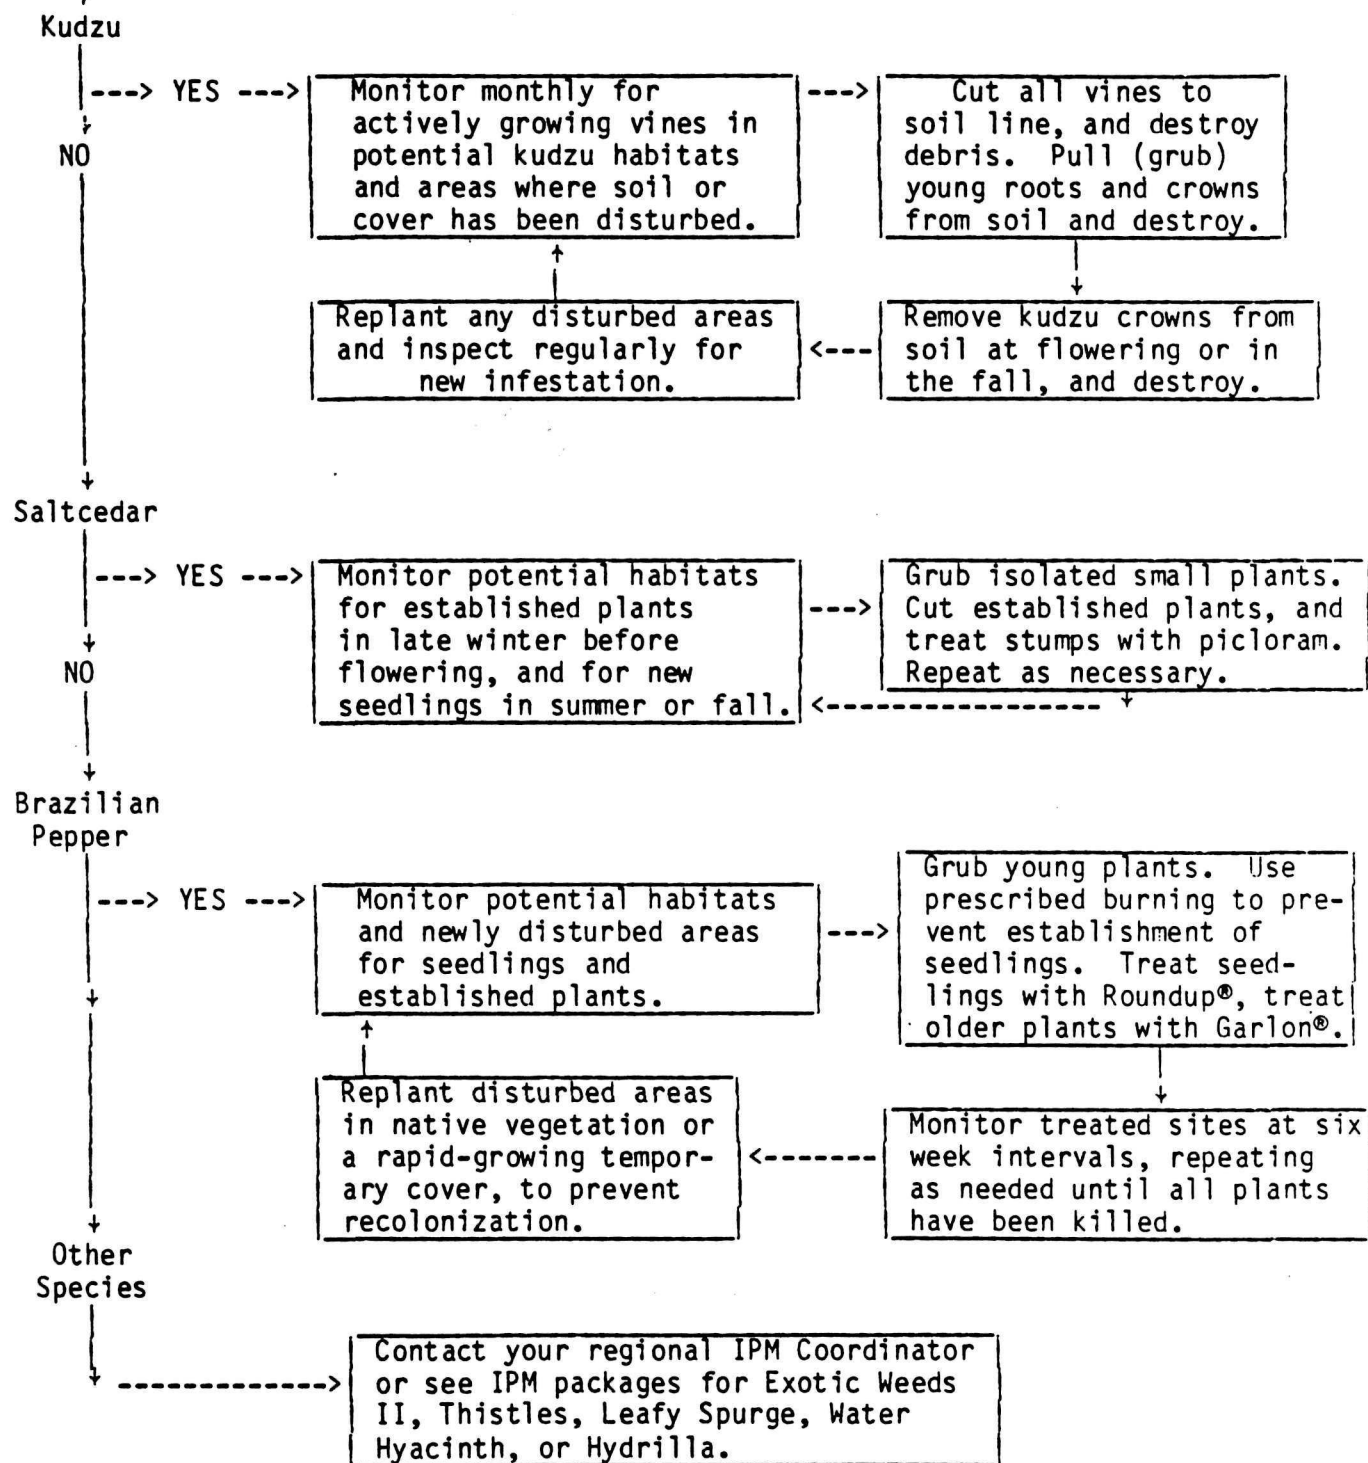 Kudzu
---> YES --->
Monitor monthly for
actively growing vines in
potential kudzu habitats
and areas where soil or
cover has been disturbed.
--->
Cut all vines to
soil line, and destroy
debris. Pull (grub)
young roots and crowns
from soil and destroy.
NO
Remove kudzu crowns from
soil at flowering or in
the fall, and destroy.
<---
Replant any disturbed areas
and inspect regularly for
new infestation.
Saltcedar
---> YES --->
Monitor potential habitats
for established plants
in late winter before
flowering, and for new
seedlings in summer or fall.
--->
Grub isolated small plants.
Cut established plants, and
treat stumps with picloram.
Repeat as necessary.
<-----------------
NO
Brazilian
Pepper
---> YES --->
Monitor potential habitats
and newly disturbed areas
for seedlings and
established plants.
--->
Grub young plants. Use
prescribed burning to pre-
vent establishment of
seedlings. Treat seed-
lings with Roundup®, treat
older plants with Garlon®.
Monitor treated sites at six
week intervals, repeating
as needed until all plants
have been killed.
<-------
Replant disturbed areas
in native vegetation or
a rapid-growing tempor-
ary cover, to prevent
recolonization.
Other
Species
------------->
Contact your regional IPM Coordinator
or see IPM packages for Exotic Weeds
II, Thistles, Leafy Spurge, Water
Hyacinth, or Hydrilla.